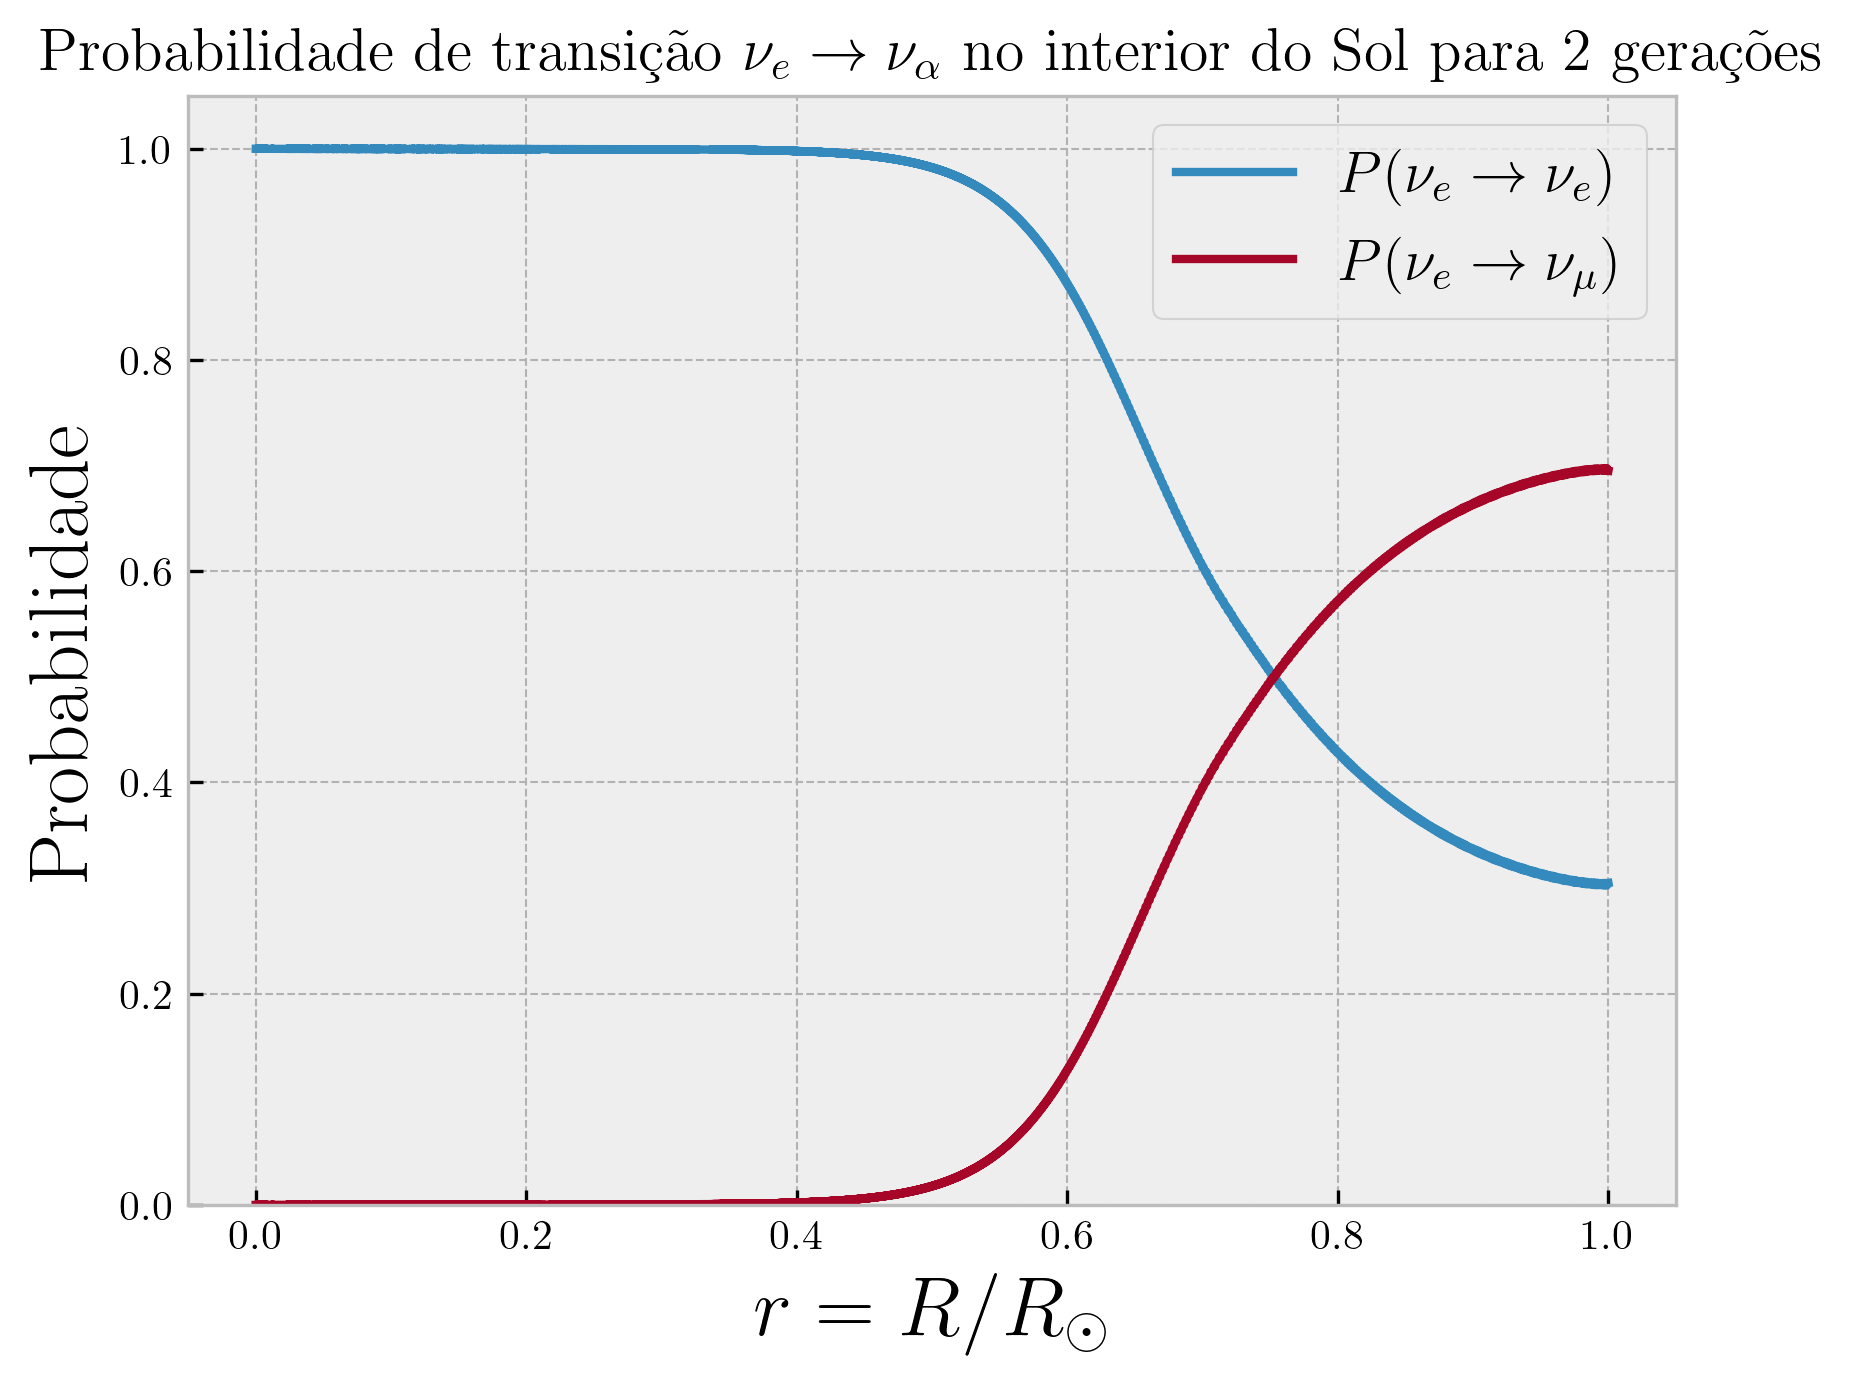 Probabilidade de transição νₑ → ν_α no interior do Sol para 2 gerações
P(νₑ → νₑ)
P(νₑ → ν_μ)
Probabilidade
1.0
0.8
0.6
0.4
0.2
0.0
0.0 0.2 0.4 0.6 0.8 1.0
r = R/R_⊙